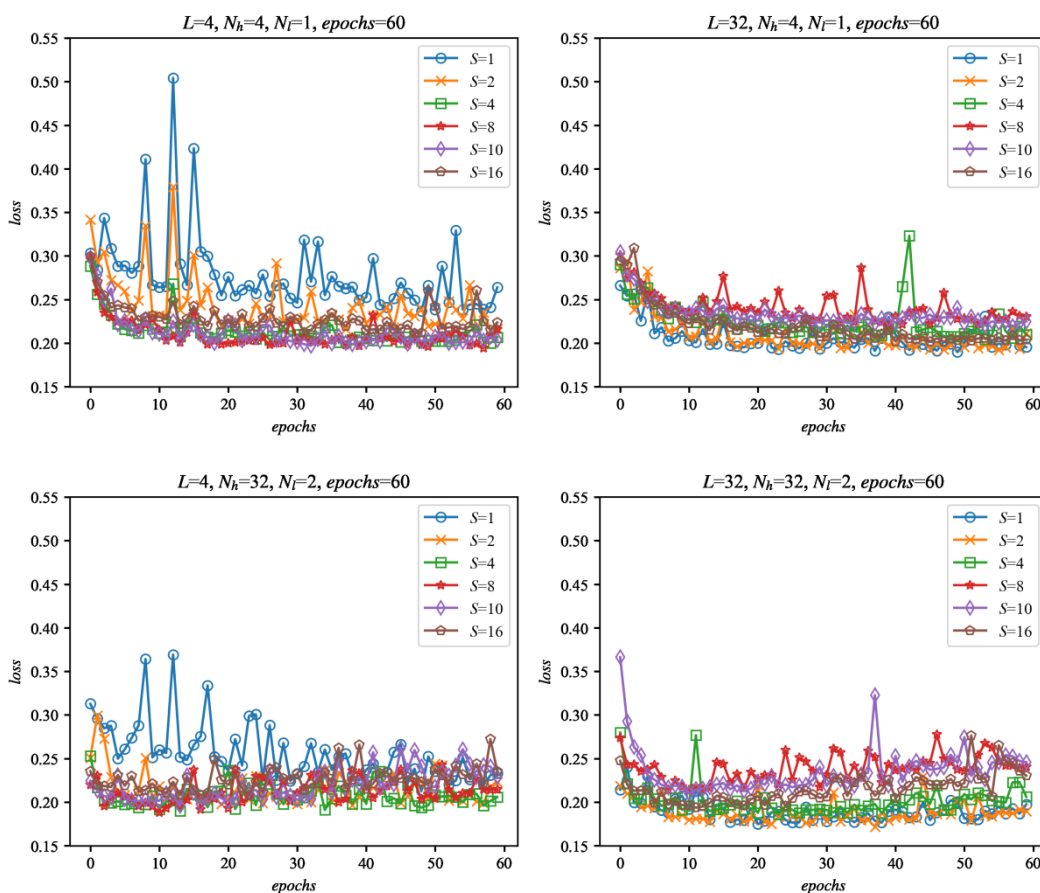 L=4, Nₕ=4, Nₗ=1, epochs=60
0.55
0.50
0.45
0.40
0.35
0.30
0.25
0.20
0.15
loss
S=1
S=2
S=4
S=8
S=10
S=16
0 10 20 30 40 50 60
epochs
L=32, Nₕ=4, Nₗ=1, epochs=60
0.55
0.50
0.45
0.40
0.35
0.30
0.25
0.20
0.15
loss
S=1
S=2
S=4
S=8
S=10
S=16
0 10 20 30 40 50 60
epochs
L=4, Nₕ=32, Nₗ=2, epochs=60
0.55
0.50
0.45
0.40
0.35
0.30
0.25
0.20
0.15
loss
S=1
S=2
S=4
S=8
S=10
S=16
0 10 20 30 40 50 60
epochs
L=32, Nₕ=32, Nₗ=2, epochs=60
0.55
0.50
0.45
0.40
0.35
0.30
0.25
0.20
0.15
loss
S=1
S=2
S=4
S=8
S=10
S=16
0 10 20 30 40 50 60
epochs